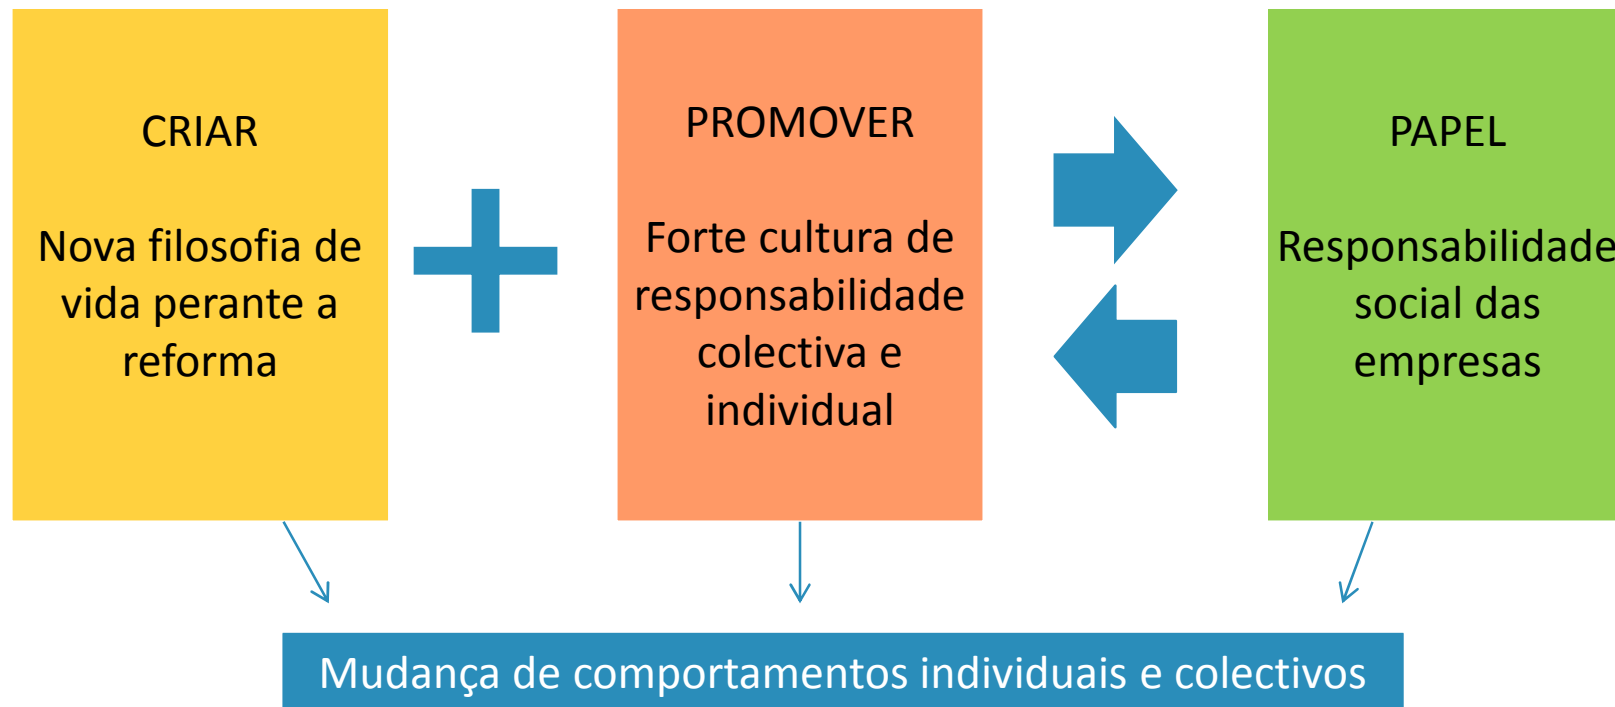 CRIAR
Nova filosofia de
vida perante a
reforma
PROMOVER
Forte cultura de
responsabilidade
colectiva e
individual
PAPEL
Responsabilidade
social das
empresas
Mudança de comportamentos individuais e colectivos